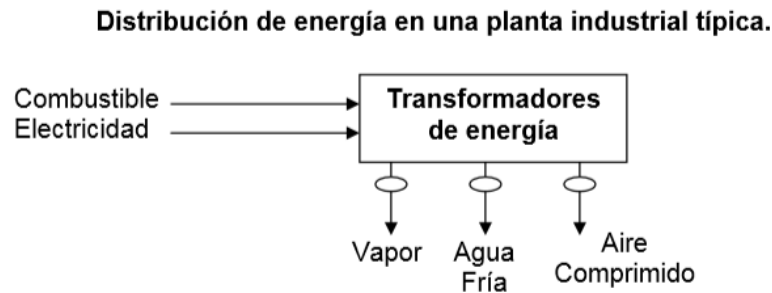 Distribución de energía en una planta industrial típica.
Combustible
Electricidad
Transformadores
de energía
Vapor
Agua
Fría
Aire
Comprimido